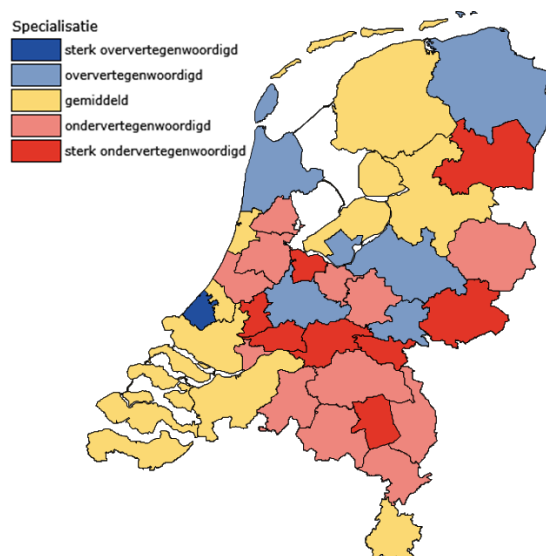 Specialisatie
sterk oververtegenwoordigd
oververtegenwoordigd
gemiddeld
ondervertegenwoordigd
sterk ondervertegenwoordigd